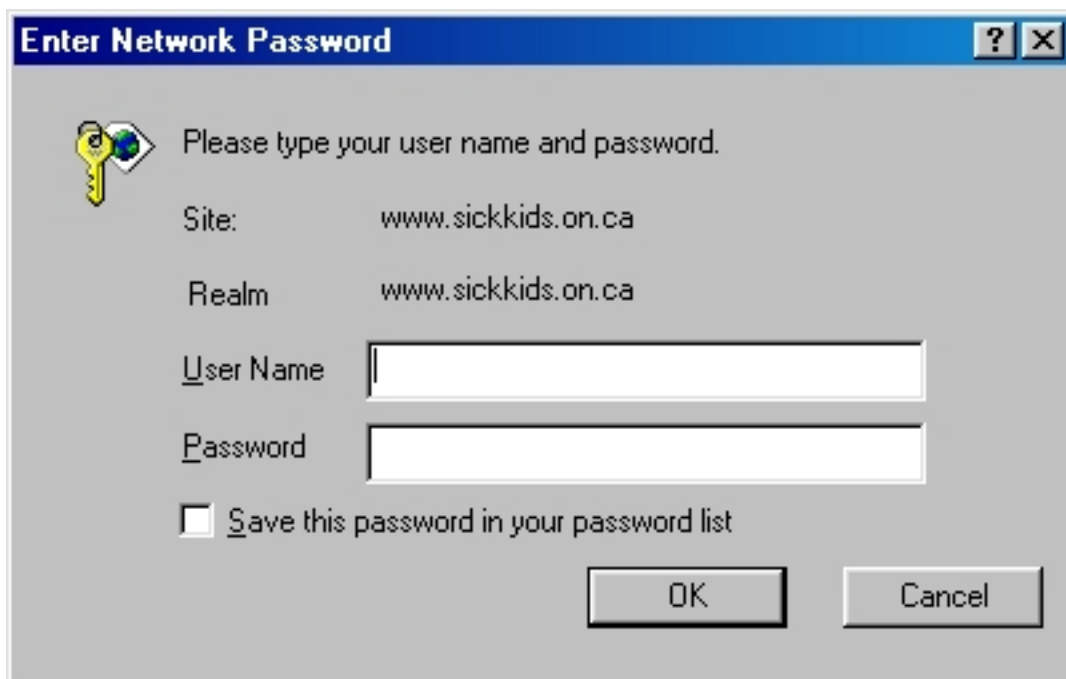 Enter Network Password
? X
Please type your user name and password.
Site: www.sickkids.on.ca
Realm www.sickkids.on.ca
User Name
Password
Save this password in your password list
OK Cancel